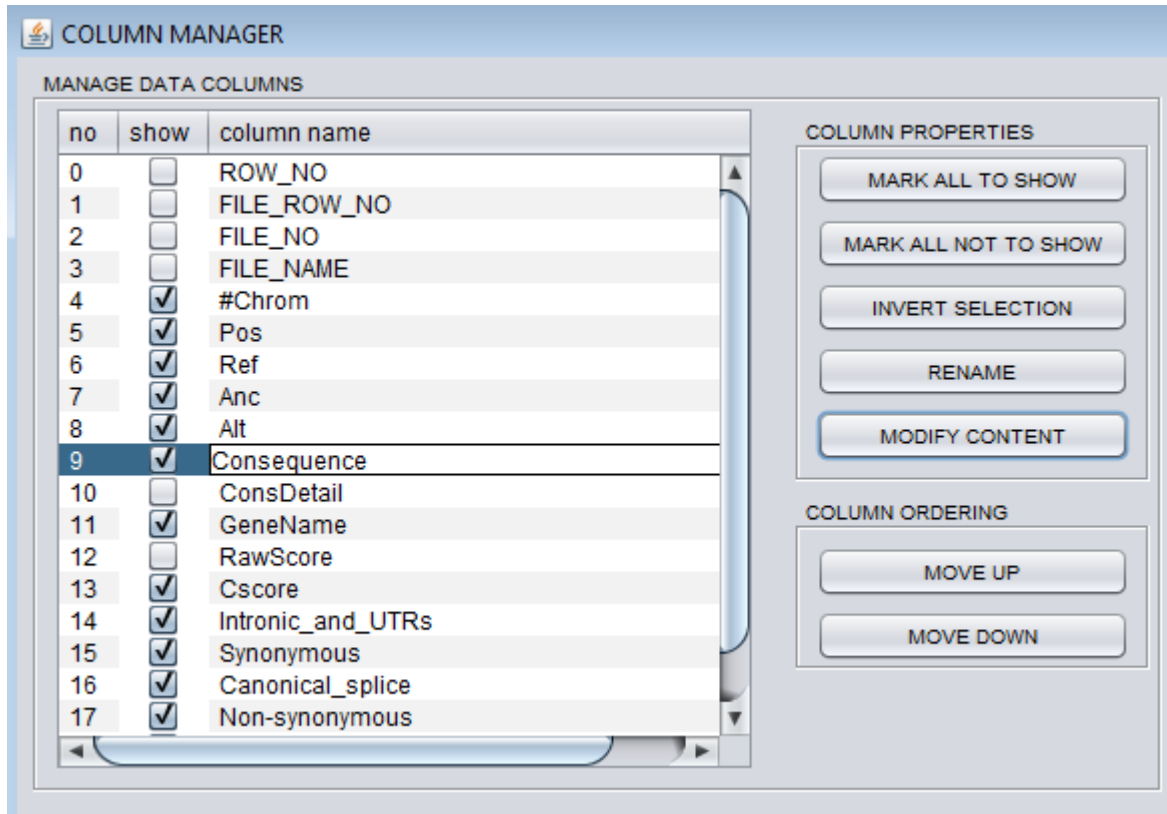 COLUMN MANAGER
MANAGE DATA COLUMNS
no show column name
0 ROW_NO
1 FILE_ROW_NO
2 FILE_NO
3 FILE_NAME
4 #Chrom
5 Pos
6 Ref
7 Anc
8 Alt
9 Consequence
10 ConsDetail
11 GeneName
12 RawScore
13 Cscore
14 Intronic_and_UTRs
15 Synonymous
16 Canonical_splice
17 Non-synonymous
COLUMN PROPERTIES
MARK ALL TO SHOW
MARK ALL NOT TO SHOW
INVERT SELECTION
RENAME
MODIFY CONTENT
COLUMN ORDERING
MOVE UP
MOVE DOWN